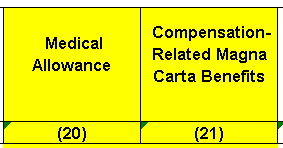 Medical
Allowance
Compensation-
Related Magna
Carta Benefits
(20)
(21)